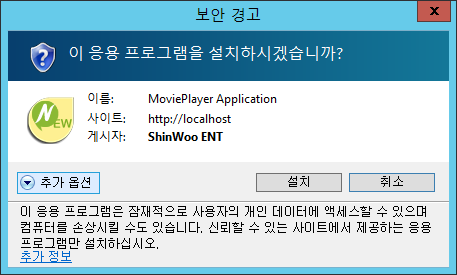 보안 경고
이 응용 프로그램을 설치하시겠습니까?
NEW
이름: MoviePlayer Application
사이트: http://localhost
게시자: ShinWoo ENT
추가 옵션 설치 취소
이 응용 프로그램은 잠재적으로 사용자의 개인 데이터에 액세스할 수 있으며
컴퓨터를 손상시킬 수도 있습니다. 신뢰할 수 있는 사이트에서 제공하는 응용
프로그램만 설치하십시오.
추가 정보